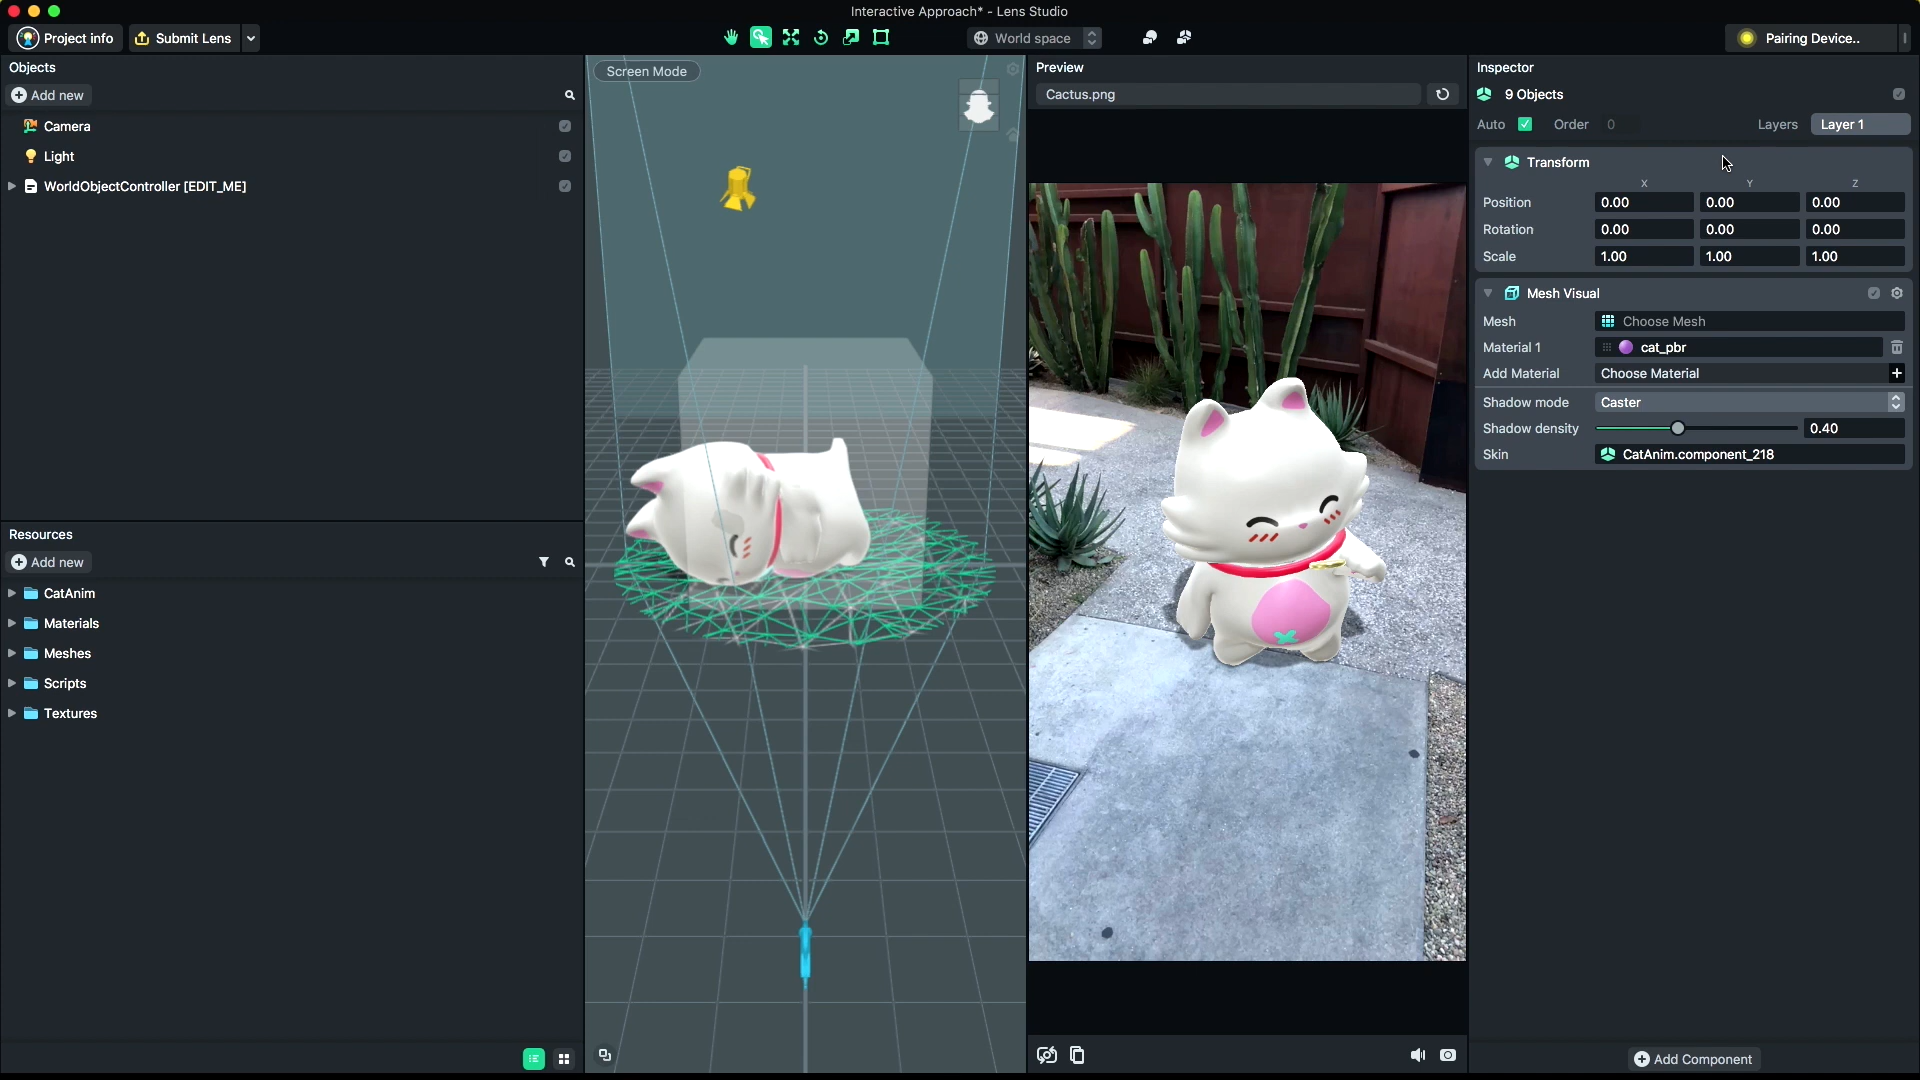 Interactive Approach* - Lens Studio
Project info
Submit Lens
World space
Pairing Device..
Objects
Add new
Camera
Light
WorldObjectController [EDIT_ME]
Resources
Add new
CatAnim
Materials
Meshes
Scripts
Textures
Screen Mode
Preview
Cactus.png
Inspector
9 Objects
Auto Order 0 Layers Layer 1
Transform
X Y Z
Position 0.00 0.00 0.00
Rotation 0.00 0.00 0.00
Scale 1.00 1.00 1.00
Mesh Visual
Mesh Choose Mesh
Material 1 cat_pbr
Add Material Choose Material
Shadow mode Caster
Shadow density 0.40
Skin CatAnim.component_218
Add Component